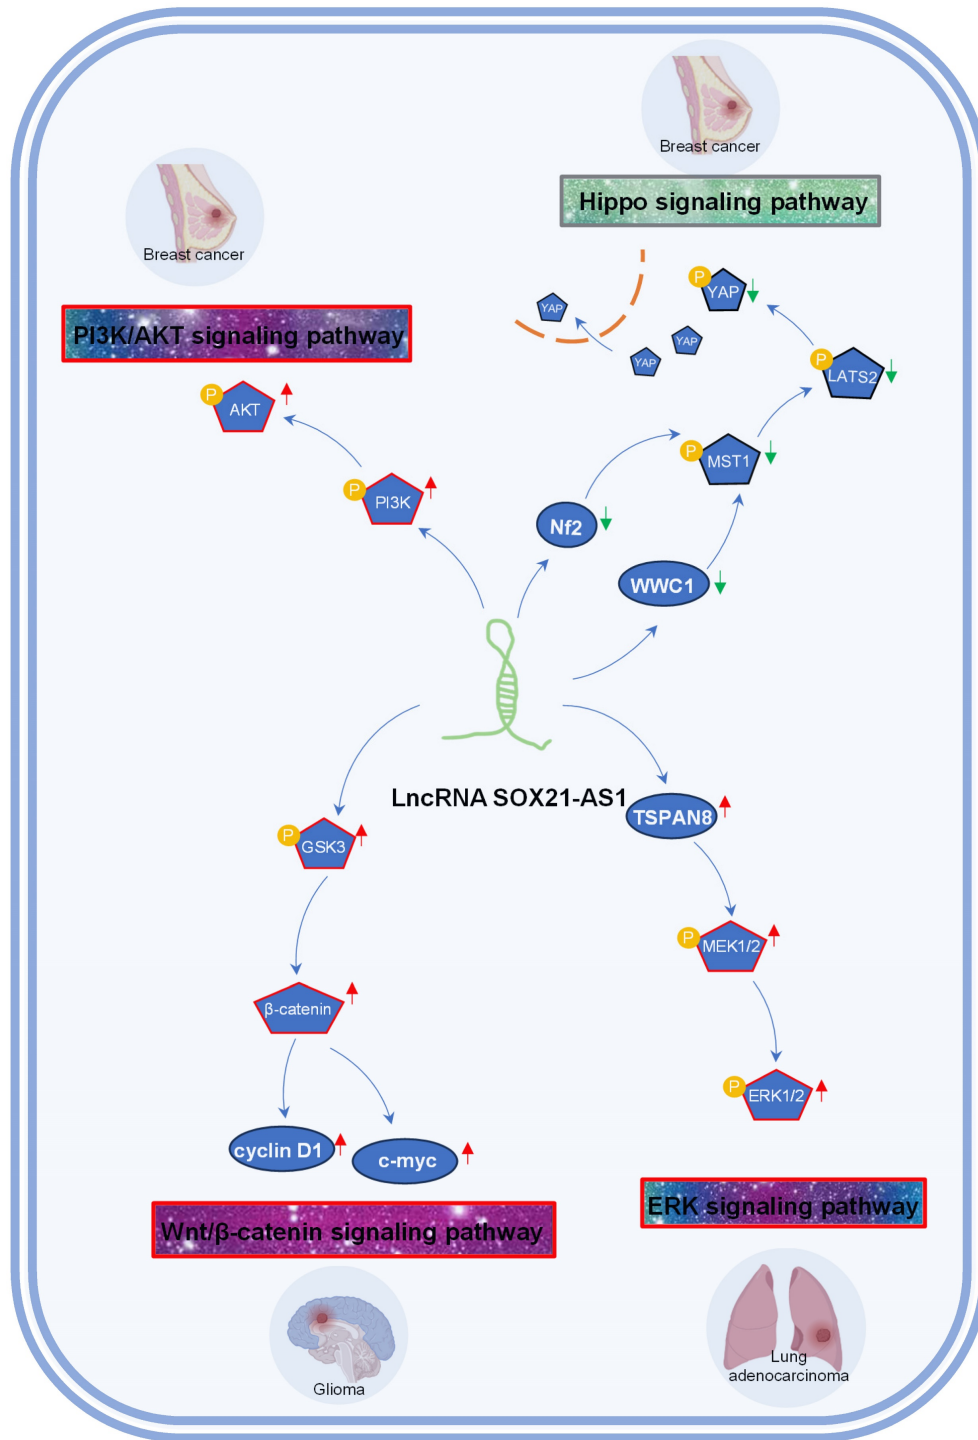 Breast cancer
Hippo signaling pathway
Breast cancer
PI3K/AKT signaling pathway
P
YAP
YAP
YAP
YAP
P
LATS2
P
AKT
P
MST1
P
PI3K
Nf2
WWC1
LncRNA SOX21-AS1
TSPAN8
P
GSK3
P
MEK1/2
β-catenin
P
ERK1/2
cyclin D1
c-myc
ERK signaling pathway
Wnt/β-catenin signaling pathway
Lung
adenocarcinoma
Glioma